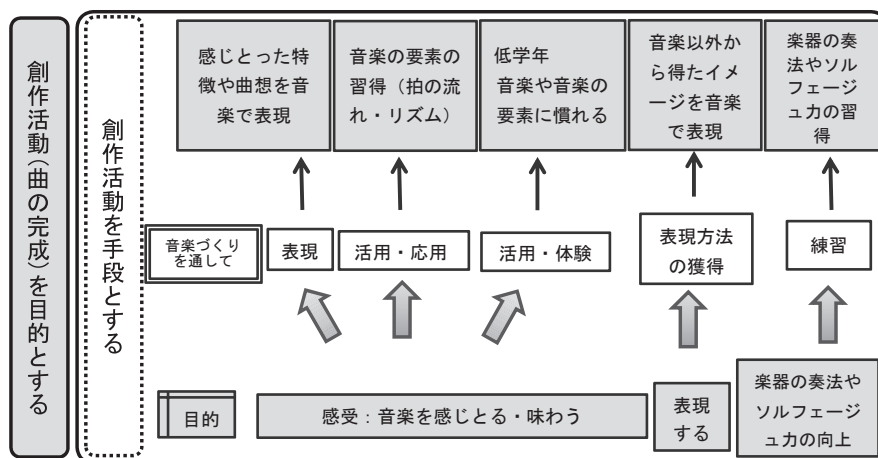 創作活動(曲の完成)を目的とする
創作活動を手段とする
感じとった特
徴や曲想を音
楽で表現
音楽の要素の
習得（拍の流
れ・リズム）
低学年
音楽や音楽の
要素に慣れる
音楽以外か
ら得たイメ
ージを音楽
で表現
楽器の奏
法やソル
フェージ
ュ力の習
得
音楽づくり
を通して
表現
活用・応用
活用・体験
表現方法
の獲得
練習
目的
感受：音楽を感じとる・味わう
表現
する
楽器の奏法や
ソルフェージ
ュ力の向上